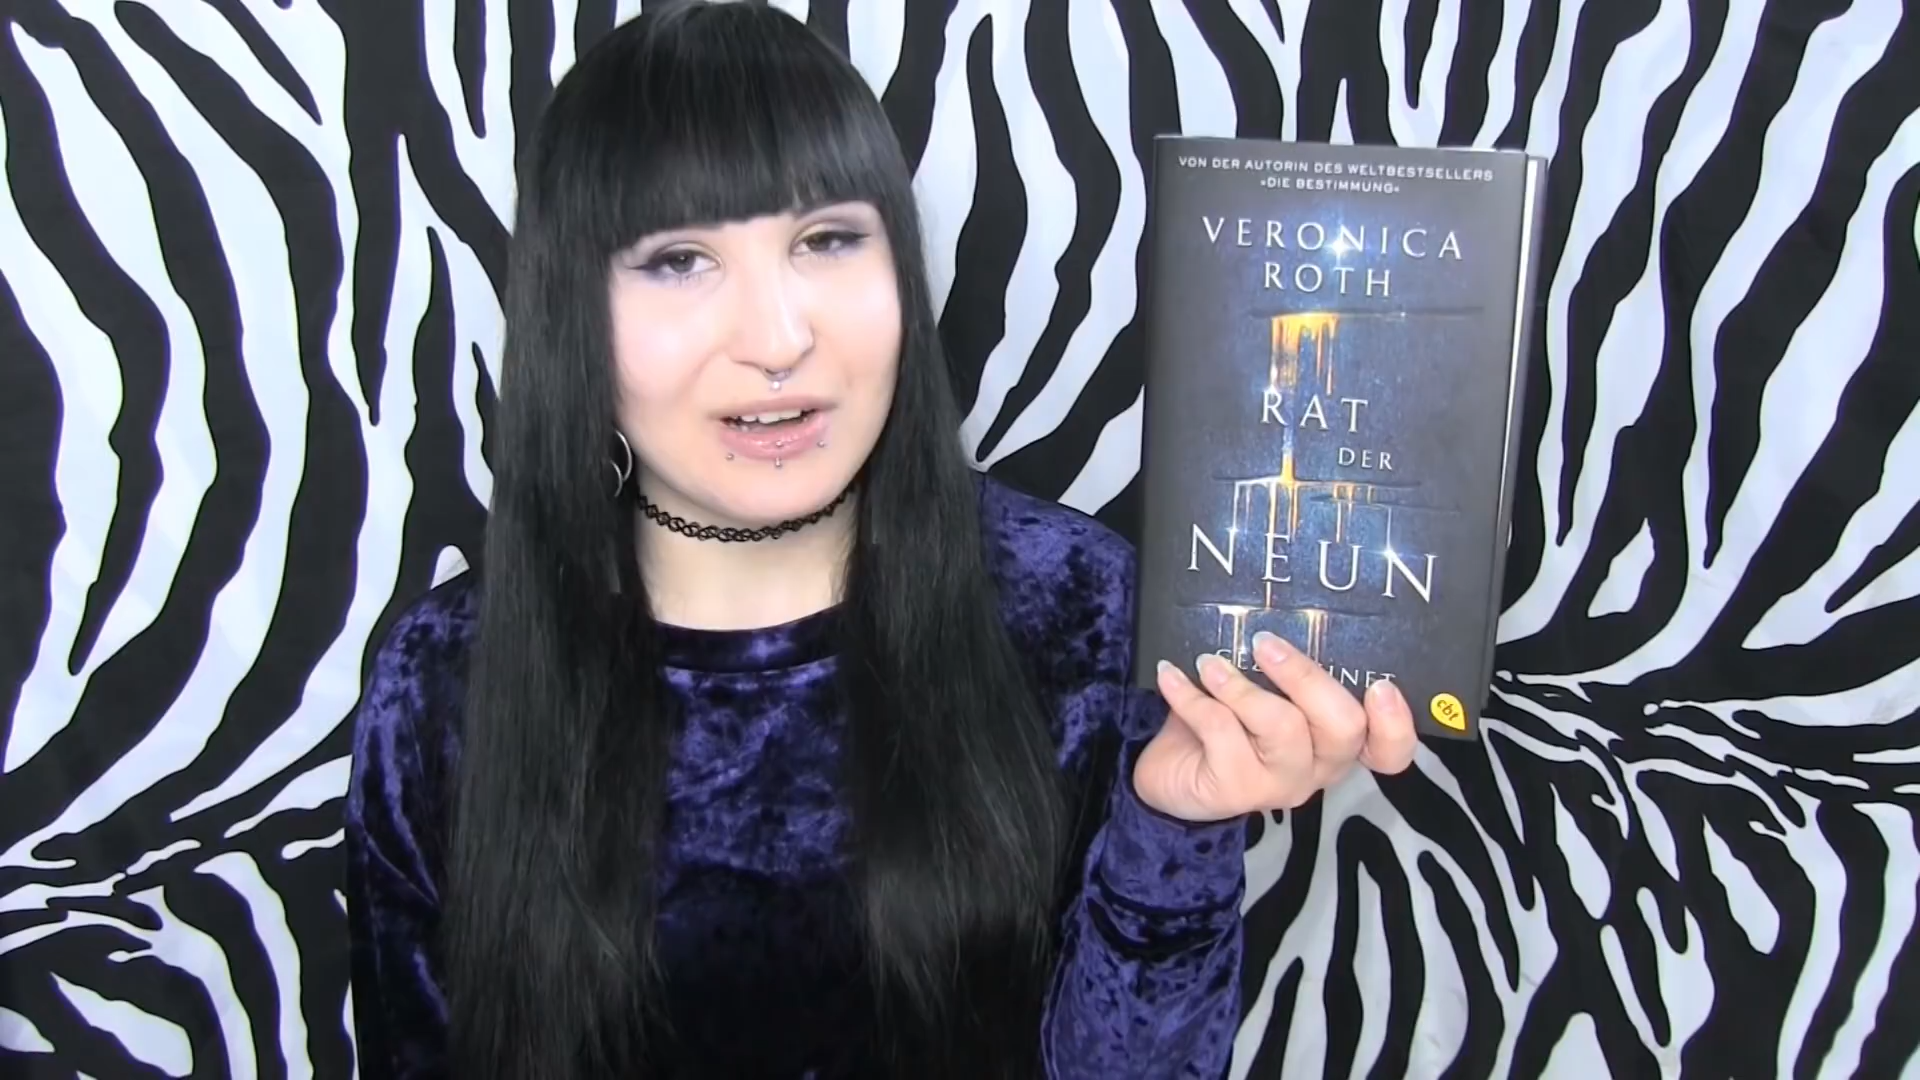 VON DER AUTORIN DES WELTBESTSELLERS
»DIE BESTIMMUNG«
VERONICA
ROTH
RAT
DER
NEUN
cbt